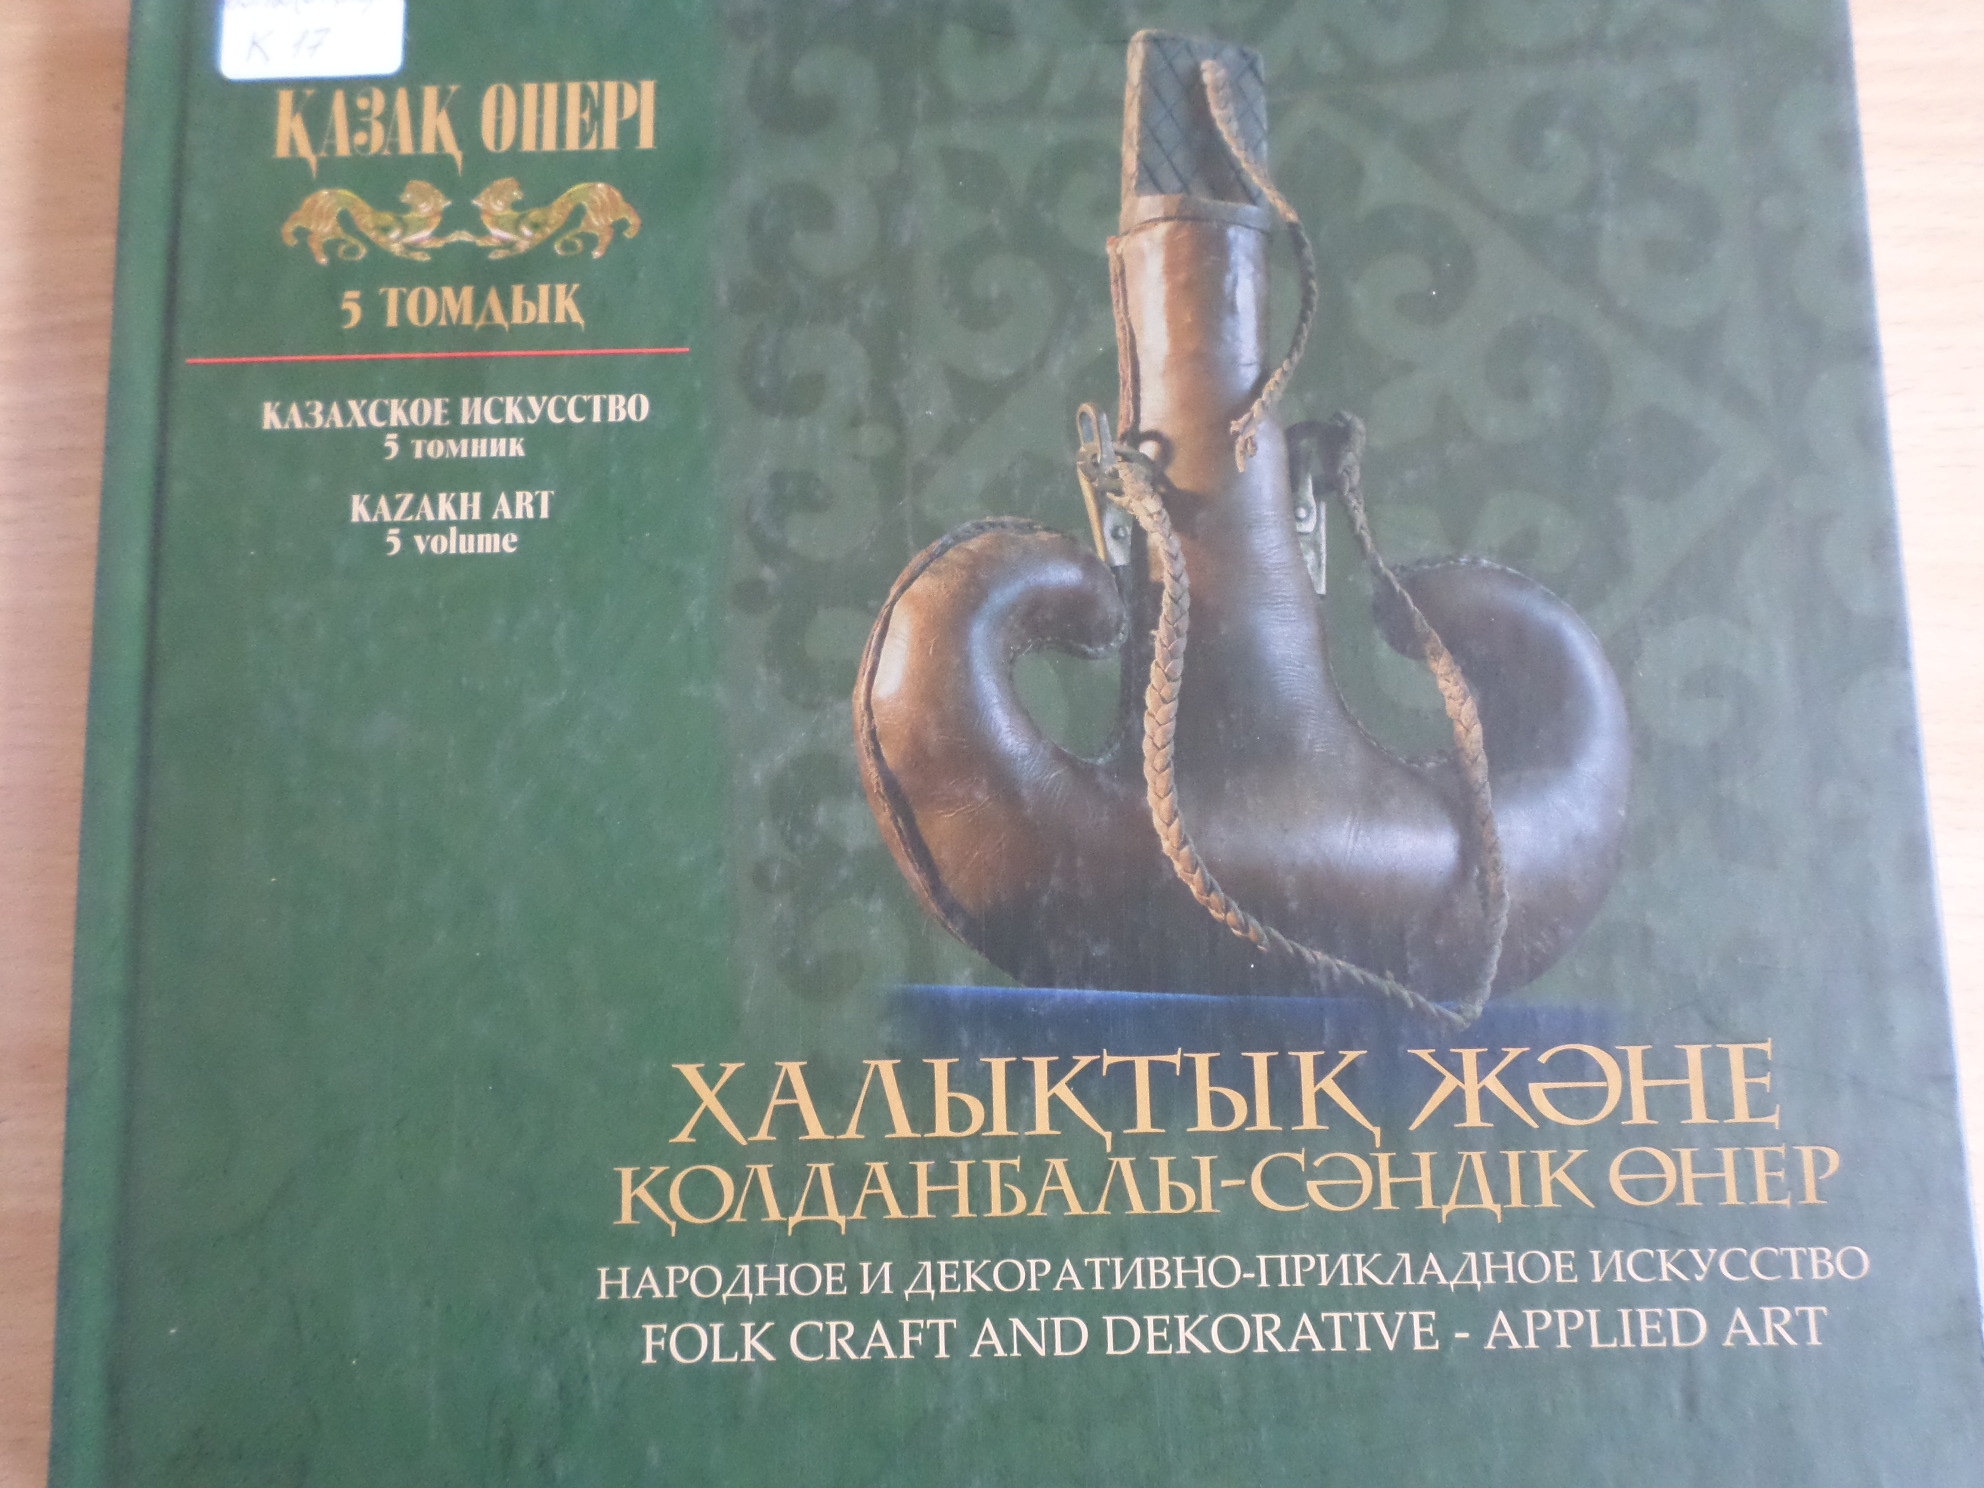 К 17
ҚАЗАҚ ӨНЕРІ
5 ТОМДЫҚ
КАЗАХСКОЕ ИСКУССТВО
5 томник
KAZAKH ART
5 volume
ХАЛЫҚТЫҚ ЖӘНЕ
ҚОЛДАНБАЛЫ-СӘНДІК ӨНЕР
НАРОДНОЕ И ДЕКОРАТИВНО-ПРИКЛАДНОЕ ИСКУССТВО
FOLK CRAFT AND DEKORATIVE - APPLIED ART